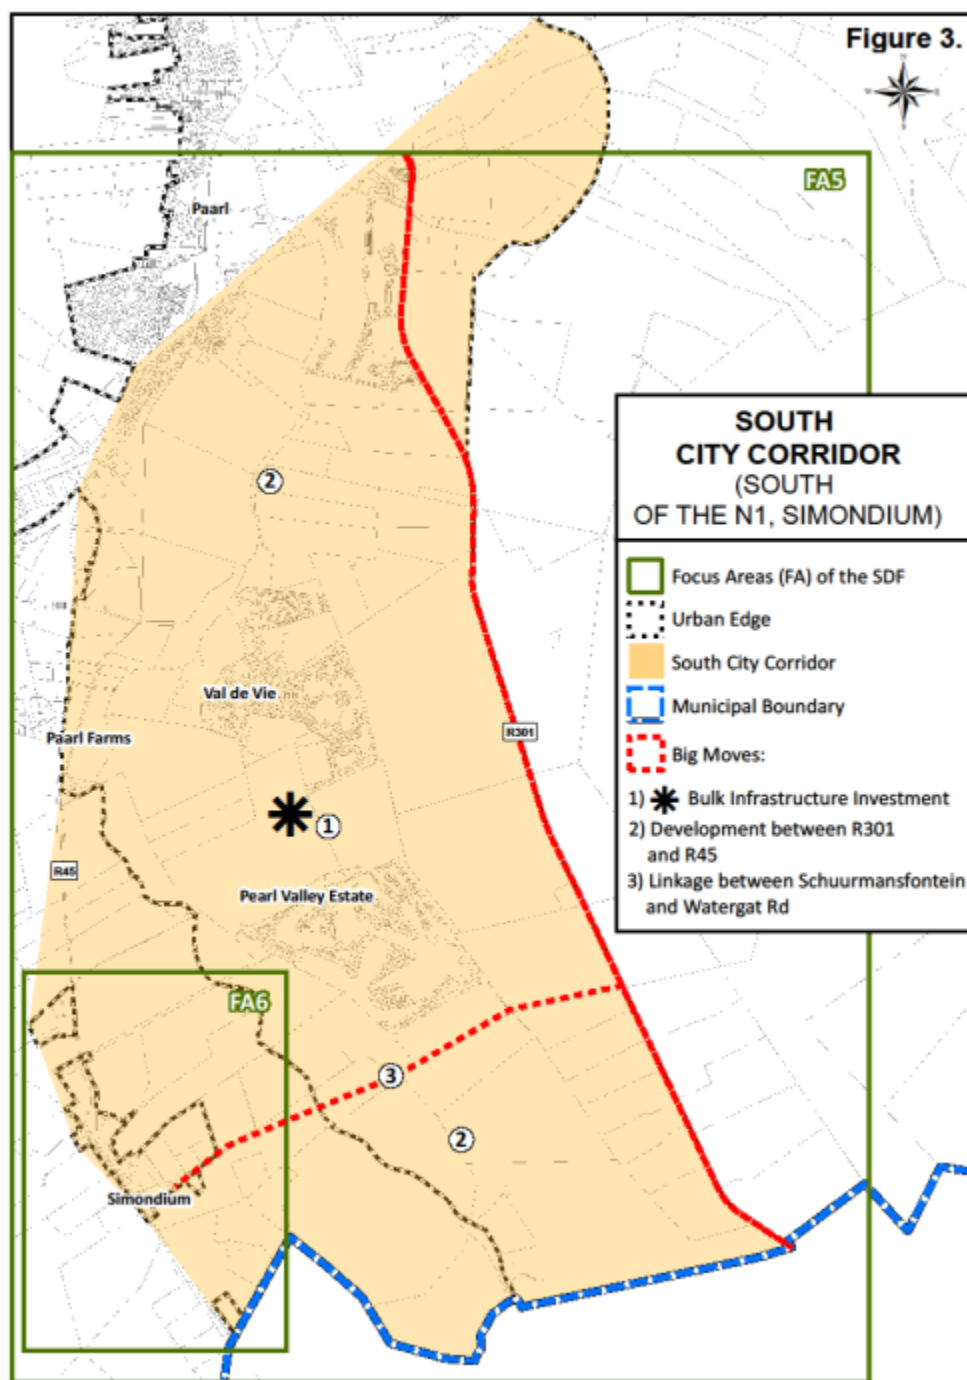 Figure 3.
FA5
Paarl
SOUTH
CITY CORRIDOR
(SOUTH
OF THE N1, SIMONDIUM)
Focus Areas (FA) of the SDF
Urban Edge
South City Corridor
Municipal Boundary
Big Moves:
1) Bulk Infrastructure Investment
2) Development between R301
and R45
3) Linkage between Schuurmansfontein
and Watergat Rd
2
Val de Vie
R301
Paarl Farms
1
R45
Pearl Valley Estate
FA6
3
2
Simondium